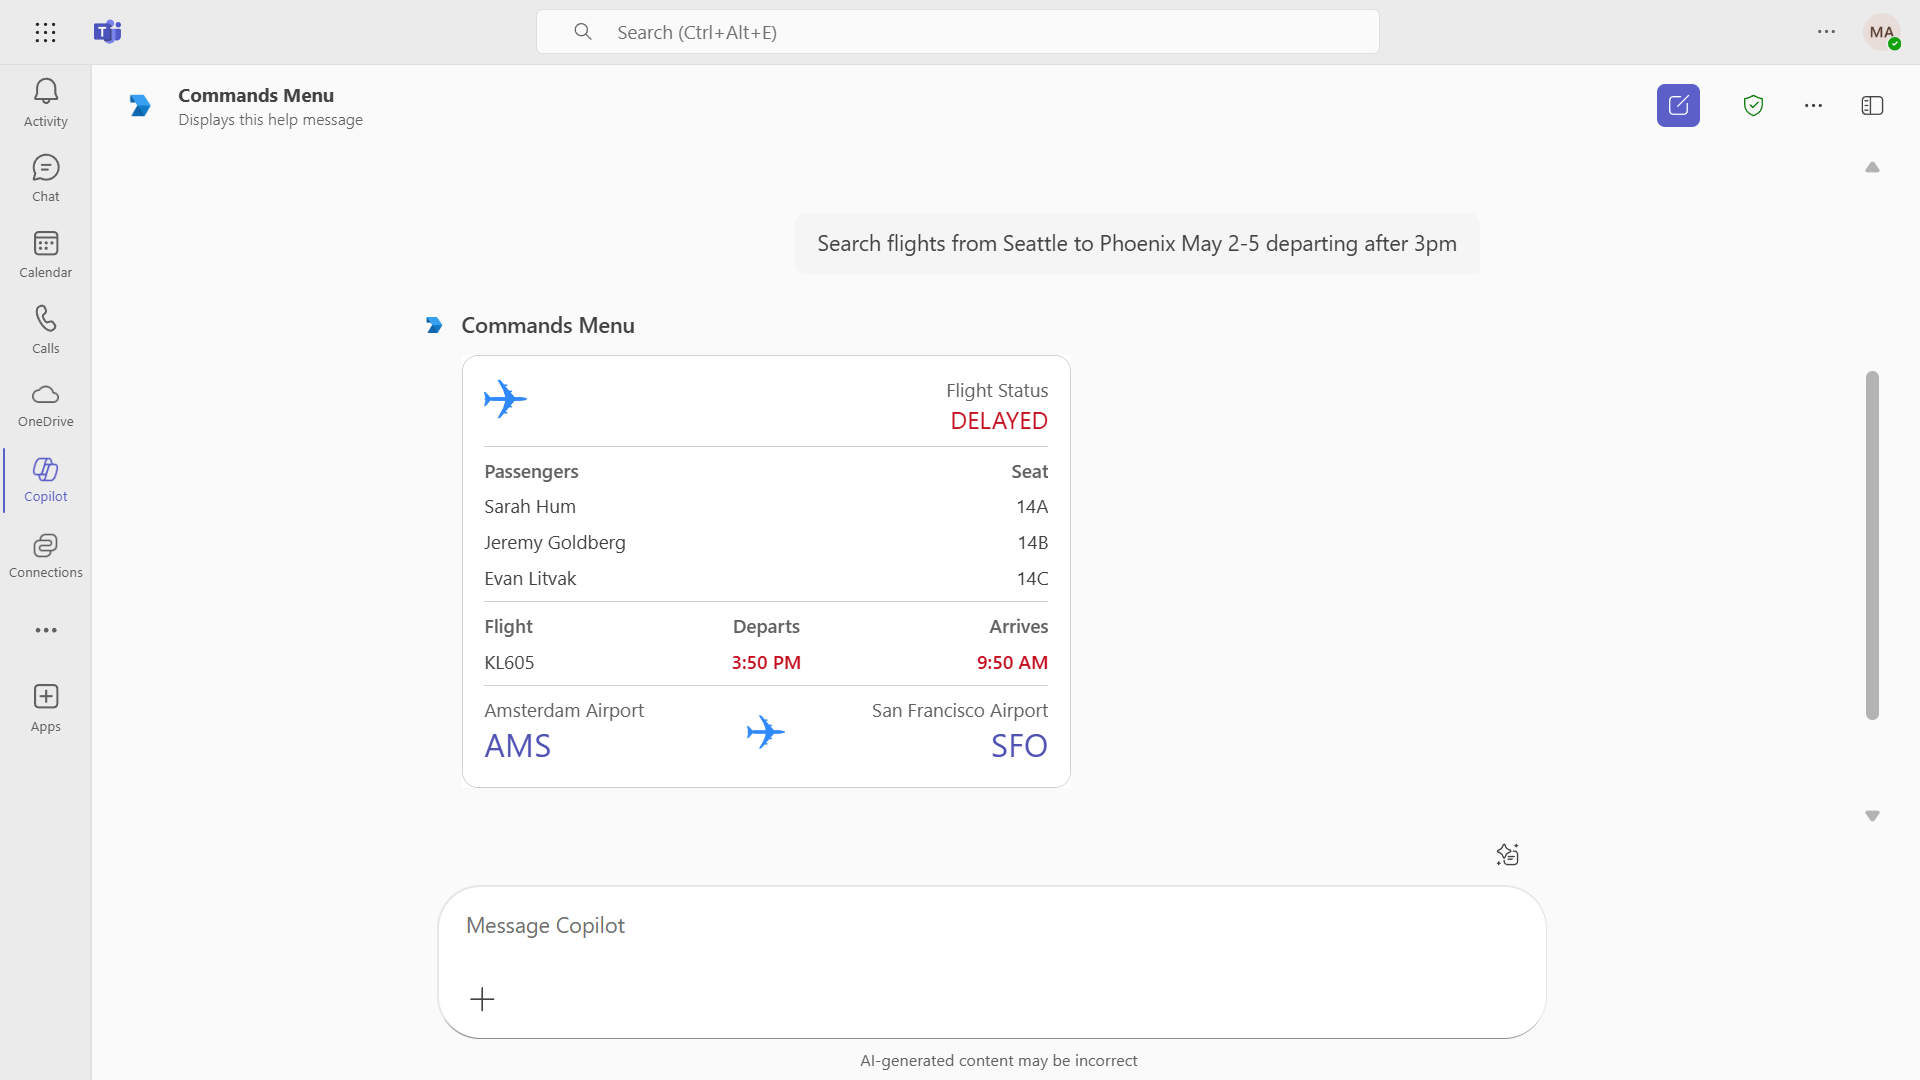 Search (Ctrl+Alt+E)
MA
Activity
Chat
Calendar
Calls
OneDrive
Copilot
Connections
Apps
Commands Menu
Displays this help message
Search flights from Seattle to Phoenix May 2-5 departing after 3pm
Commands Menu
Flight Status
DELAYED
Passengers Seat
Sarah Hum 14A
Jeremy Goldberg 14B
Evan Litvak 14C
Flight Departs Arrives
KL605 3:50 PM 9:50 AM
Amsterdam Airport San Francisco Airport
AMS SFO
Message Copilot
AI-generated content may be incorrect